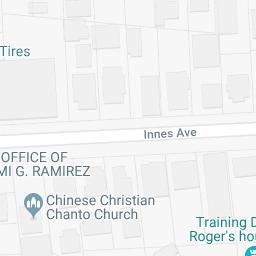 Tires
Innes Ave
OFFICE OF
MI G. RAMIREZ
Chinese Christian
Chanto Church
Training D
Roger's ho